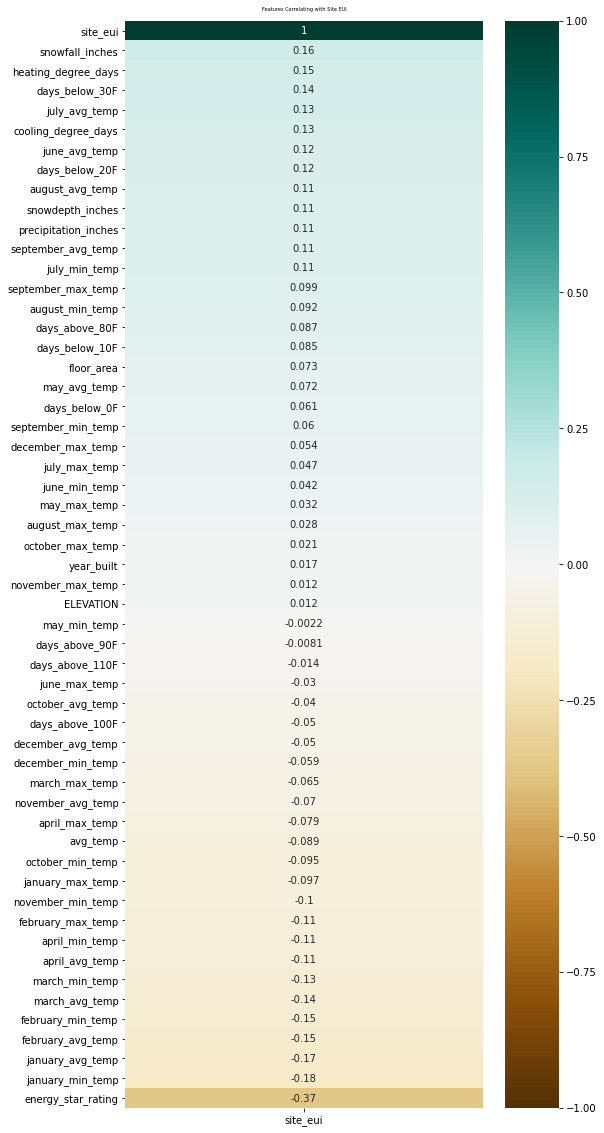 Features Correlating with Site EUI
site_eui 1
snowfall_inches 0.16
heating_degree_days 0.15
days_below_30F 0.14
july_avg_temp 0.13
cooling_degree_days 0.13
june_avg_temp 0.12
days_below_20F 0.12
august_avg_temp 0.11
snowdepth_inches 0.11
precipitation_inches 0.11
september_avg_temp 0.11
july_min_temp 0.11
september_max_temp 0.099
august_min_temp 0.092
days_above_80F 0.087
days_below_10F 0.085
floor_area 0.073
may_avg_temp 0.072
days_below_0F 0.061
september_min_temp 0.06
december_max_temp 0.054
july_max_temp 0.047
june_min_temp 0.042
may_max_temp 0.032
august_max_temp 0.028
october_max_temp 0.021
year_built 0.017
november_max_temp 0.012
ELEVATION 0.012
may_min_temp -0.0022
days_above_90F -0.0081
days_above_110F -0.014
june_max_temp -0.03
october_avg_temp -0.04
days_above_100F -0.05
december_avg_temp -0.05
december_min_temp -0.059
march_max_temp -0.065
november_avg_temp -0.07
april_max_temp -0.079
avg_temp -0.089
october_min_temp -0.095
january_max_temp -0.097
november_min_temp -0.1
february_max_temp -0.11
april_min_temp -0.11
april_avg_temp -0.11
march_min_temp -0.13
march_avg_temp -0.14
february_min_temp -0.15
february_avg_temp -0.15
january_avg_temp -0.17
january_min_temp -0.18
energy_star_rating -0.37
site_eui
1.00
0.75
0.50
0.25
0.00
−0.25
−0.50
−0.75
−1.00